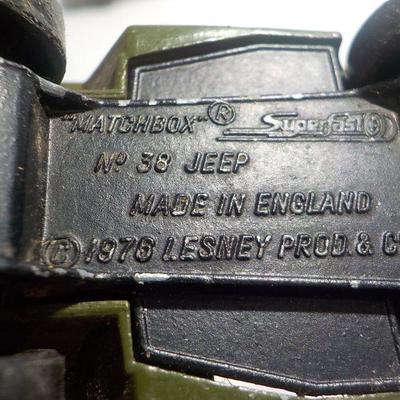 "MATCHBOX"® Superfast
Nº 38 JEEP
MADE IN ENGLAND
© 1976 LESNEY PROD. & C